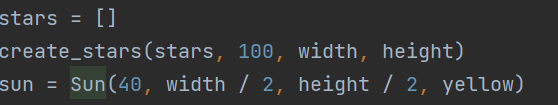 stars = []
create_stars(stars, 100, width, height)
sun = Sun(40, width / 2, height / 2, yellow)